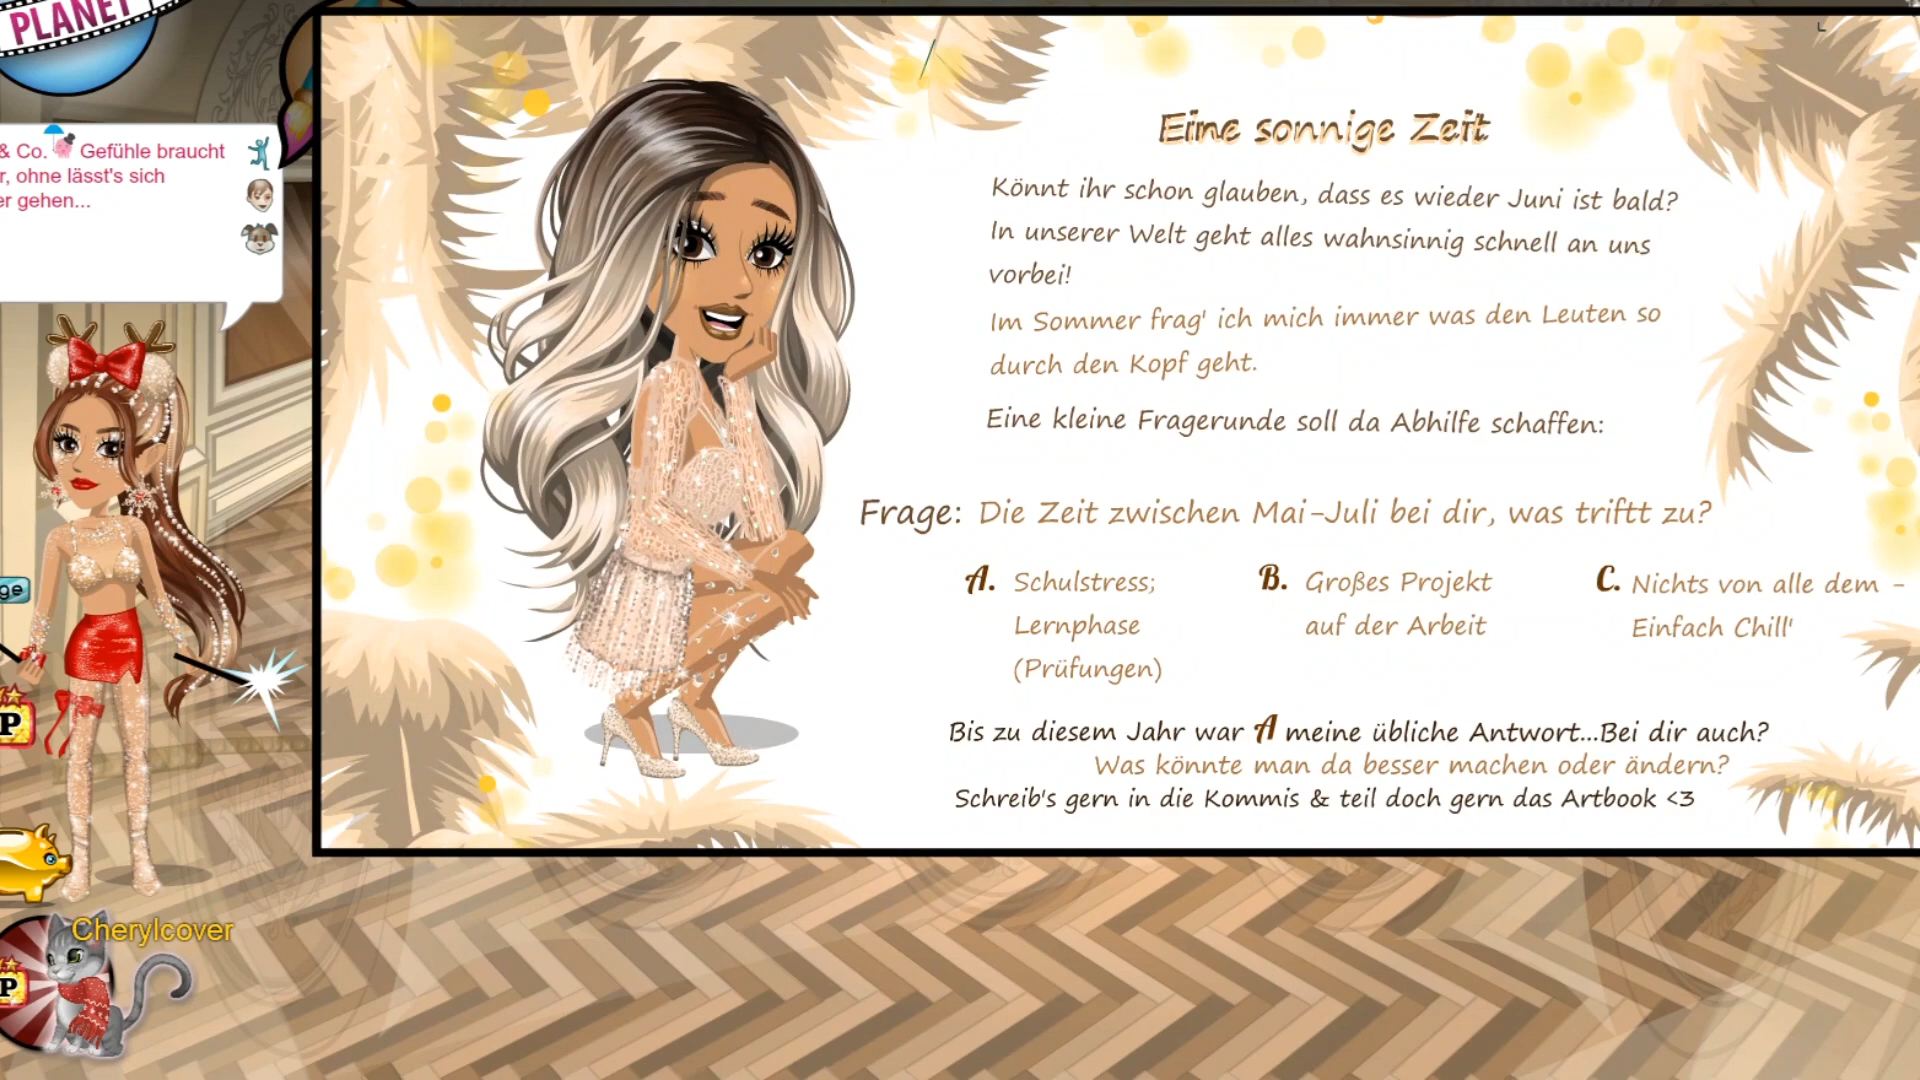 PLANET
& Co. Gefühle braucht
r, ohne lässt's sich
er gehen...
ge
P
Cherylcover
P
Eine sonnige Zeit
Könnt ihr schon glauben, dass es wieder Juni ist bald?
In unserer Welt geht alles wahnsinnig schnell an uns
vorbei!
Im Sommer frag' ich mich immer was den Leuten so
durch den Kopf geht.
Eine kleine Fragerunde soll da Abhilfe schaffen:
Frage: Die Zeit zwischen Mai-Juli bei dir, was triftt zu?
A. Schulstress;
Lernphase
(Prüfungen)
B. Großes Projekt
auf der Arbeit
C. Nichts von alle dem -
Einfach Chill'
Bis zu diesem Jahr war A meine übliche Antwort...Bei dir auch?
Was könnte man da besser machen oder ändern?
Schreib's gern in die Kommis & teil doch gern das Artbook <3